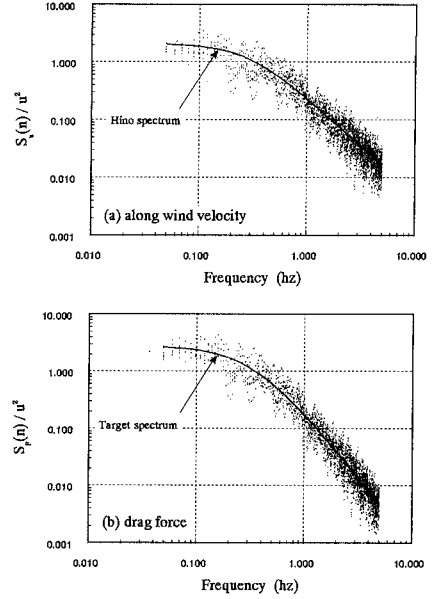 10.000
1.000
0.100
0.010
0.001
S_u(n) / u²
Hino spectrum
(a) along wind velocity
0.010 0.100 1.000 10.000
Frequency (hz)
10.000
1.000
0.100
0.010
0.001
S_p(n) / u²
Target spectrum
(b) drag force
0.010 0.100 1.000 10.000
Frequency (hz)